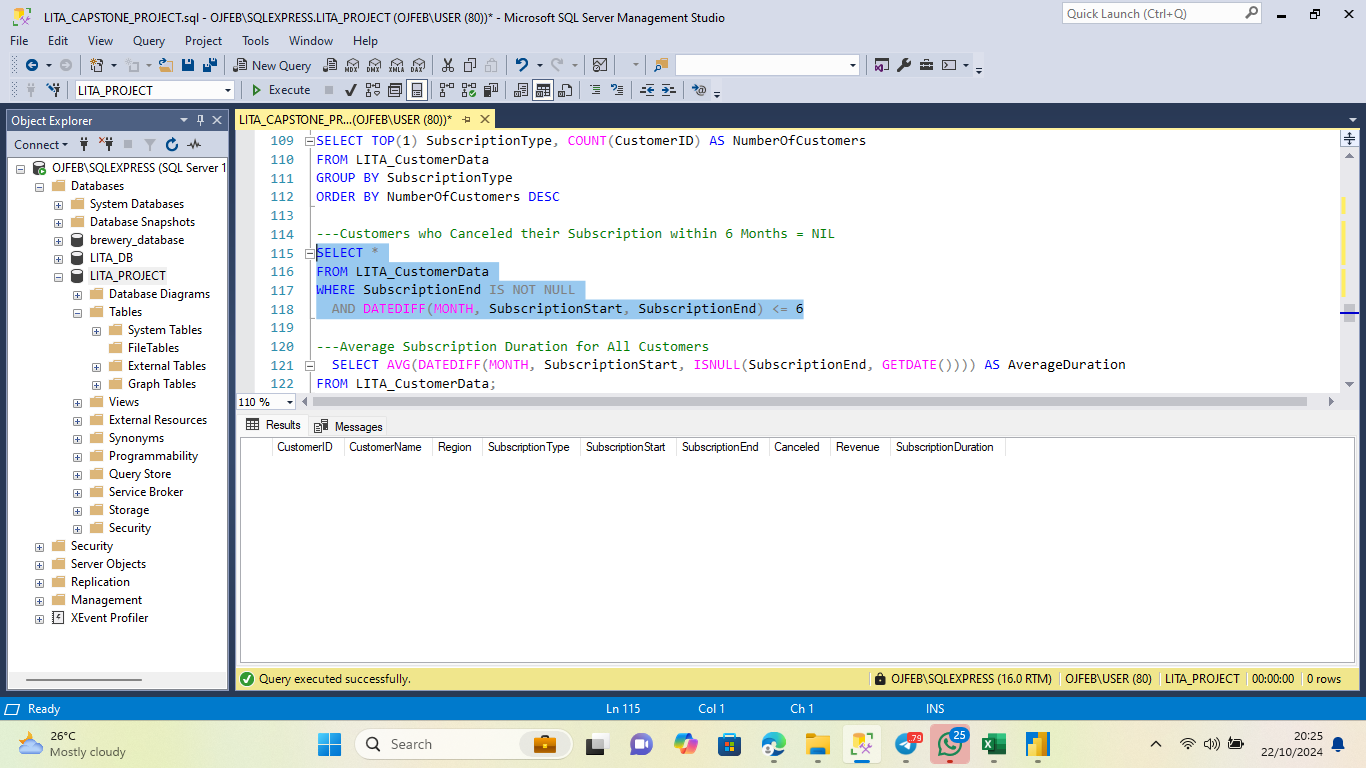 LITA_CAPSTONE_PROJECT.sql - OJFEB\SQLEXPRESS.LITA_PROJECT (OJFEB\USER (80))* - Microsoft SQL Server Management Studio
Quick Launch (Ctrl+Q)
File Edit View Query Project Tools Window Help
New Query MDX DMX XMLA DAX
LITA_PROJECT Execute
Object Explorer
LITA_CAPSTONE_PR...(OJFEB\USER (80))*
Connect
OJFEB\SQLEXPRESS (SQL Server 1
Databases
System Databases
Database Snapshots
brewery_database
LITA_DB
LITA_PROJECT
Database Diagrams
Tables
System Tables
FileTables
External Tables
Graph Tables
Views
External Resources
Synonyms
Programmability
Query Store
Service Broker
Storage
Security
Security
Server Objects
Replication
Management
XEvent Profiler
109 SELECT TOP(1) SubscriptionType, COUNT(CustomerID) AS NumberOfCustomers
110 FROM LITA_CustomerData
111 GROUP BY SubscriptionType
112 ORDER BY NumberOfCustomers DESC
113
114 ---Customers who Canceled their Subscription within 6 Months = NIL
115 SELECT *
116 FROM LITA_CustomerData
117 WHERE SubscriptionEnd IS NOT NULL
118 AND DATEDIFF(MONTH, SubscriptionStart, SubscriptionEnd) <= 6
119
120 ---Average Subscription Duration for All Customers
121 SELECT AVG(DATEDIFF(MONTH, SubscriptionStart, ISNULL(SubscriptionEnd, GETDATE()))) AS AverageDuration
122 FROM LITA_CustomerData;
110 %
Results Messages
CustomerID CustomerName Region SubscriptionType SubscriptionStart SubscriptionEnd Canceled Revenue SubscriptionDuration
Query executed successfully. OJFEB\SQLEXPRESS (16.0 RTM) OJFEB\USER (80) LITA_PROJECT 00:00:00 0 rows
Ready Ln 115 Col 1 Ch 1 INS
26°C
Mostly cloudy
Search
.79
25
20:25
22/10/2024